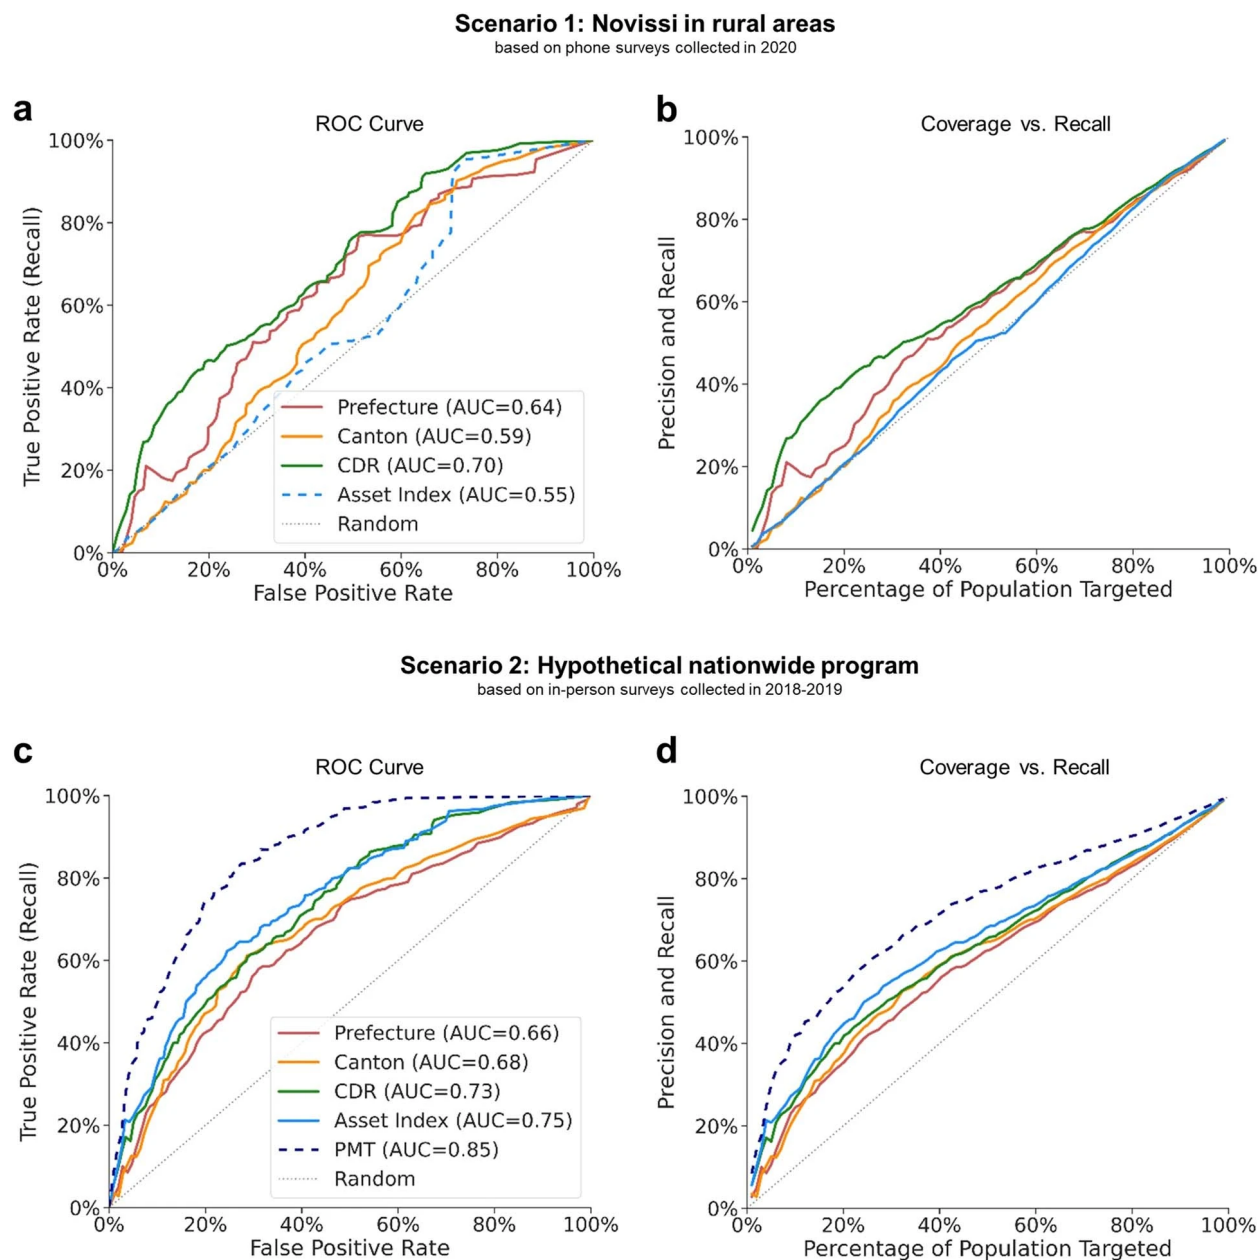 Scenario 1: Novissi in rural areas
based on phone surveys collected in 2020
a
ROC Curve
100%
80%
60%
40%
20%
0%
True Positive Rate (Recall)
Prefecture (AUC=0.64)
Canton (AUC=0.59)
CDR (AUC=0.70)
Asset Index (AUC=0.55)
Random
0% 20% 40% 60% 80% 100%
False Positive Rate
b
Coverage vs. Recall
100%
80%
60%
40%
20%
0%
Precision and Recall
0% 20% 40% 60% 80% 100%
Percentage of Population Targeted
Scenario 2: Hypothetical nationwide program
based on in-person surveys collected in 2018-2019
c
ROC Curve
100%
80%
60%
40%
20%
0%
True Positive Rate (Recall)
Prefecture (AUC=0.66)
Canton (AUC=0.68)
CDR (AUC=0.73)
Asset Index (AUC=0.75)
PMT (AUC=0.85)
Random
0% 20% 40% 60% 80% 100%
False Positive Rate
d
Coverage vs. Recall
100%
80%
60%
40%
20%
0%
Precision and Recall
0% 20% 40% 60% 80% 100%
Percentage of Population Targeted